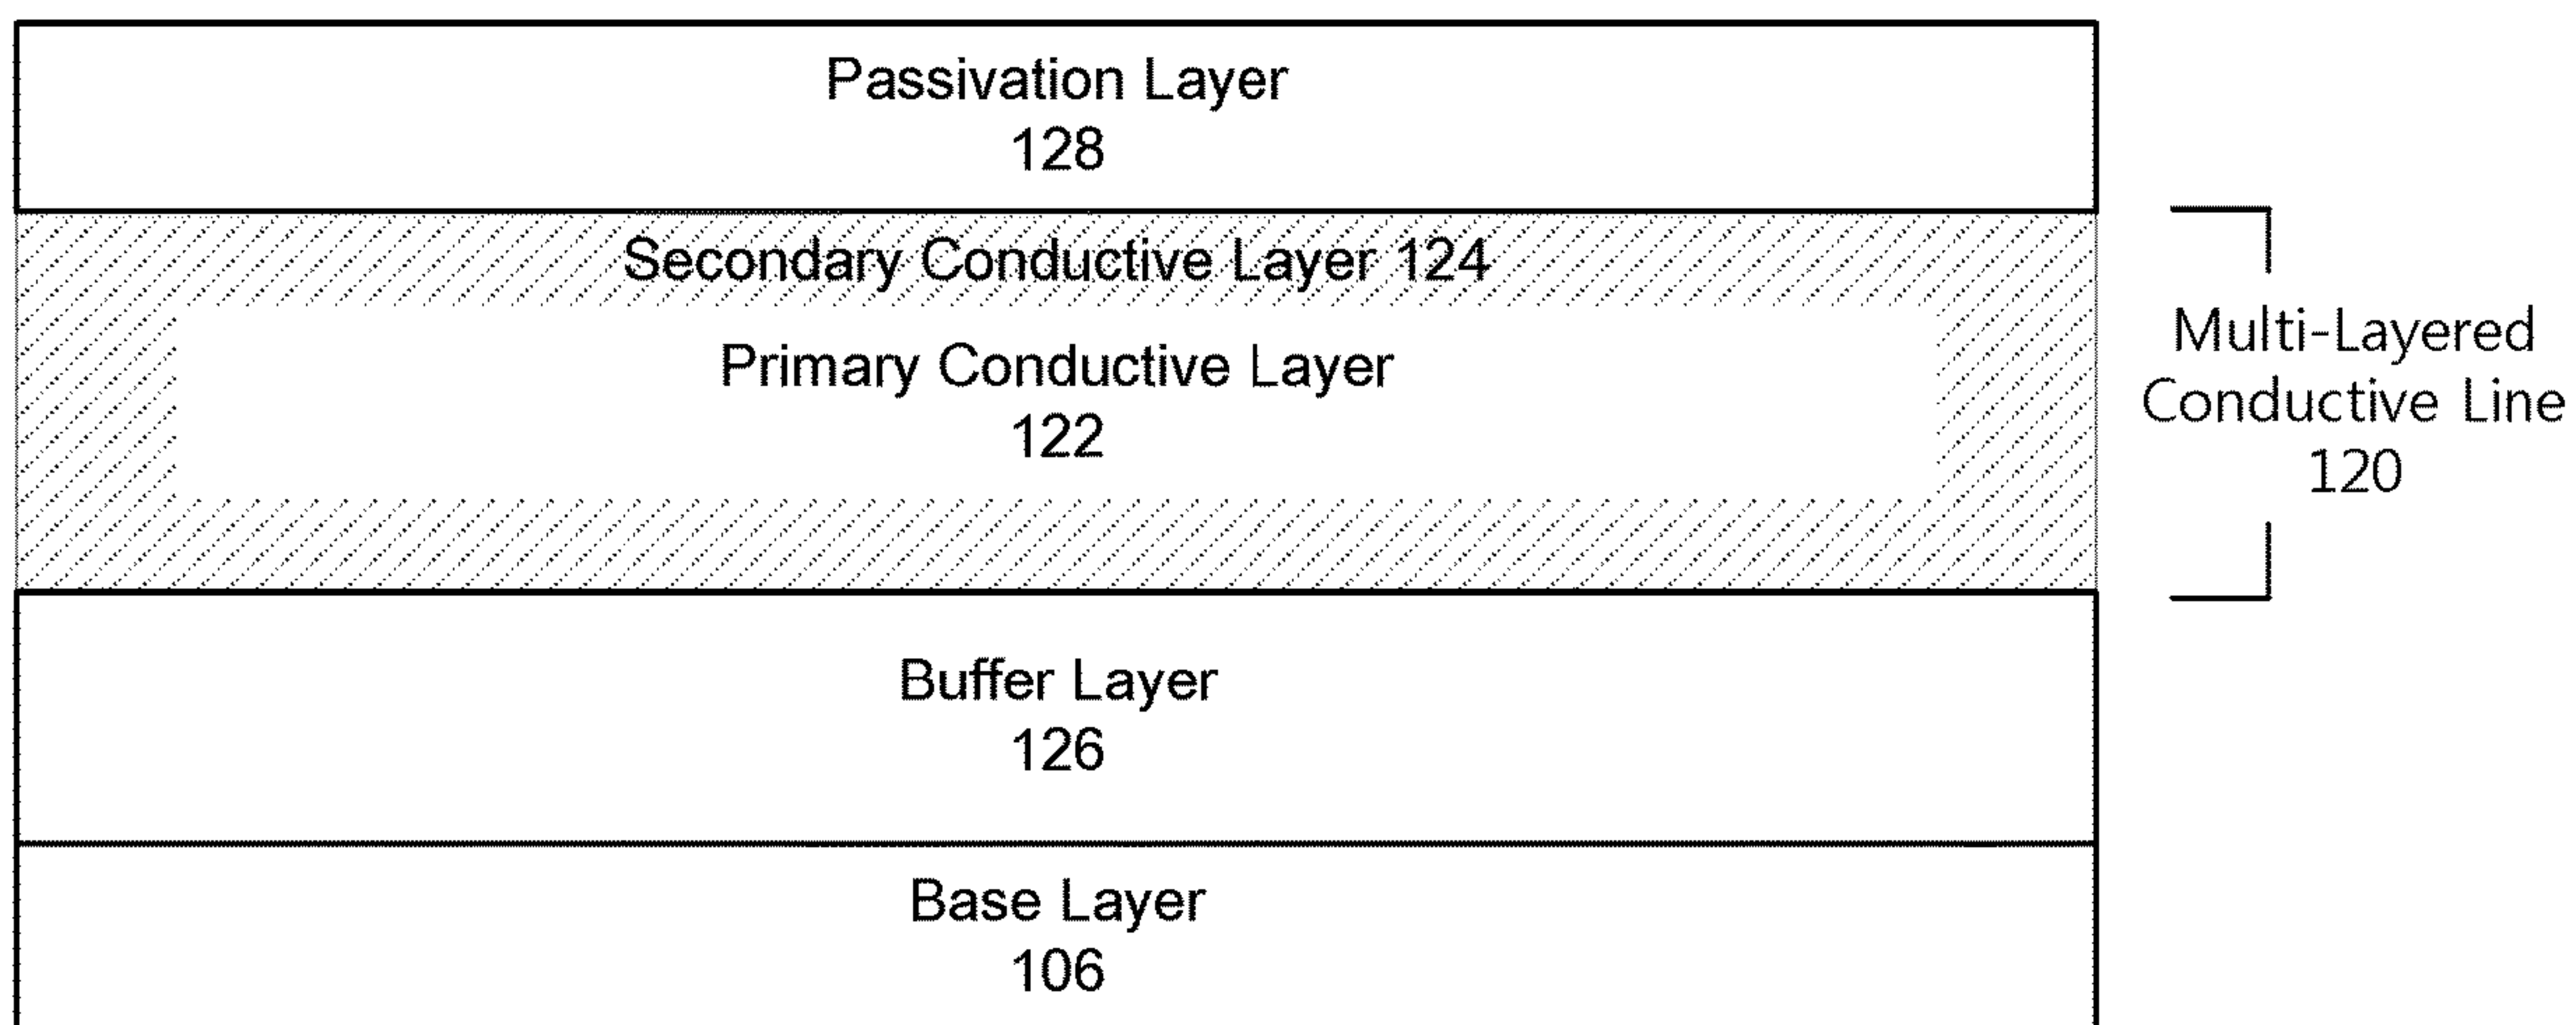 Passivation Layer
128
Secondary Conductive Layer 124
Primary Conductive Layer
122
Multi-Layered
Conductive Line
120
Buffer Layer
126
Base Layer
106